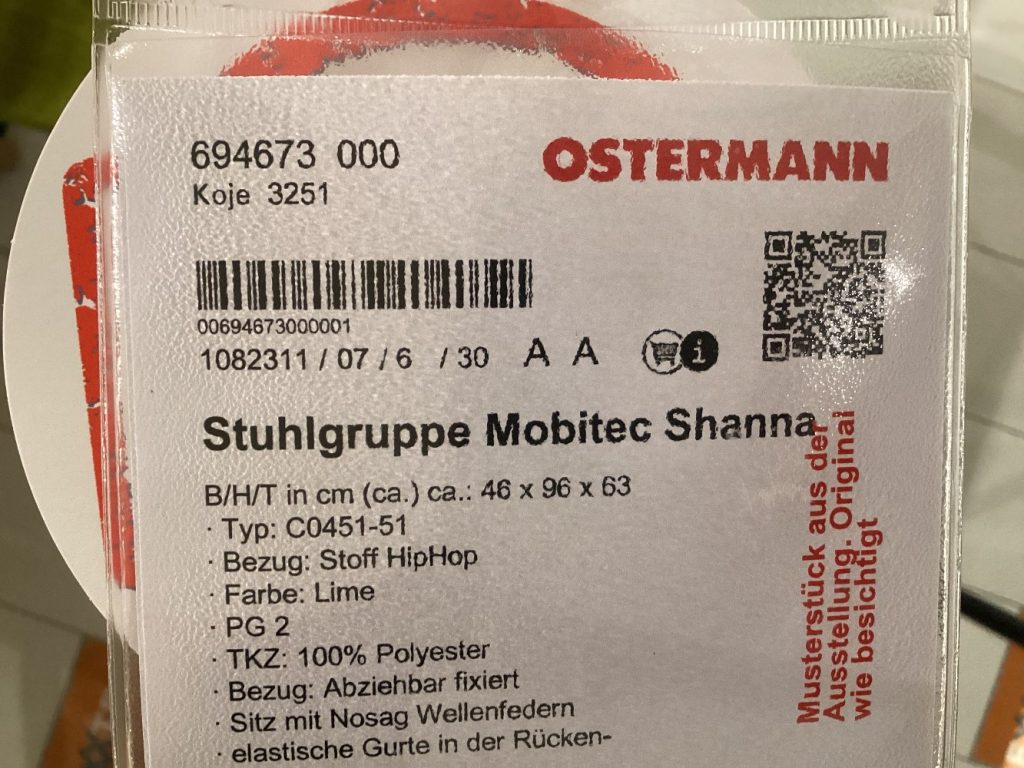 694673 000
OSTERMANN
Koje 3251
00694673000001
1082311 / 07 / 6 / 30 A A
i
Stuhlgruppe Mobitec Shanna
B/H/T in cm (ca.) ca.: 46 x 96 x 63
· Typ: C0451-51
· Bezug: Stoff HipHop
· Farbe: Lime
· PG 2
· TKZ: 100% Polyester
· Bezug: Abziehbar fixiert
· Sitz mit Nosag Wellenfedern
· elastische Gurte in der Rücken-
Musterstück aus der
Ausstellung. Original
wie besichtigt